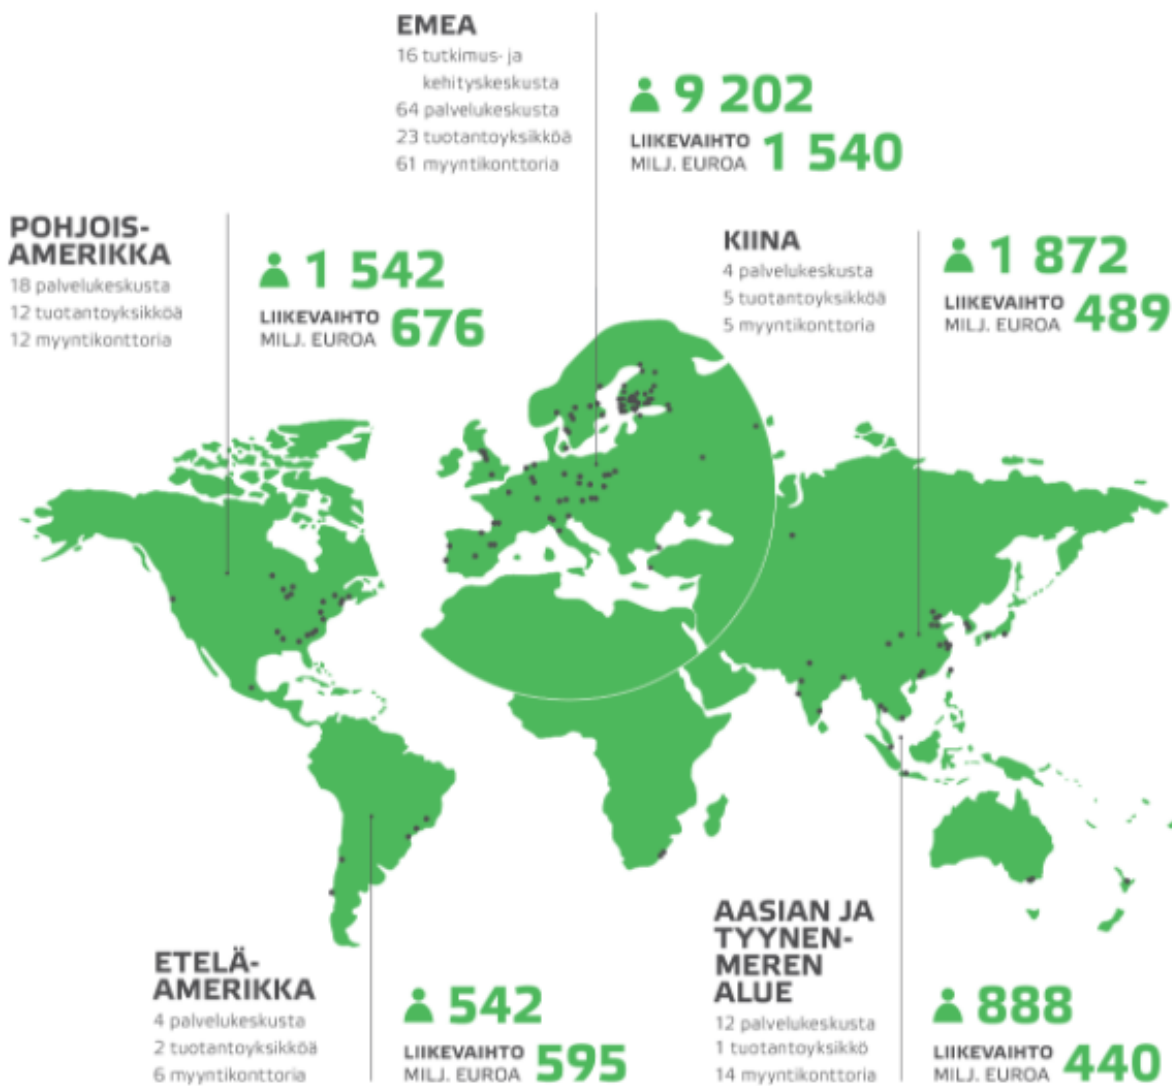 EMEA
16 tutkimus- ja
kehityskeskusta
64 palvelukeskusta
23 tuotantoyksikköä
61 myyntikonttoria
9 202
LIIKEVAIHTO
MILJ. EUROA 1 540
POHJOIS-
AMERIKKA
18 palvelukeskusta
12 tuotantoyksikköä
12 myyntikonttoria
1 542
LIIKEVAIHTO
MILJ. EUROA 676
KIINA
4 palvelukeskusta
5 tuotantoyksikköä
5 myyntikonttoria
1 872
LIIKEVAIHTO
MILJ. EUROA 489
ETELÄ-
AMERIKKA
4 palvelukeskusta
2 tuotantoyksikköä
6 myyntikonttoria
542
LIIKEVAIHTO
MILJ. EUROA 595
AASIAN JA
TYYNEN-
MEREN
ALUE
12 palvelukeskusta
1 tuotantoyksikkö
14 myyntikonttoria
888
LIIKEVAIHTO
MILJ. EUROA 440